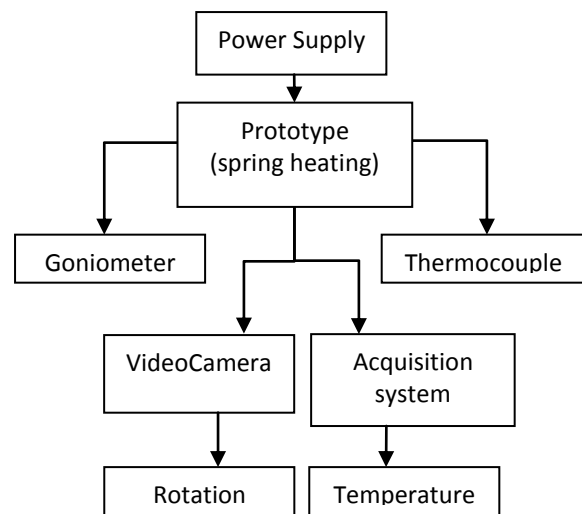 Power Supply
Prototype
(spring heating)
Goniometer
Thermocouple
VideoCamera
Acquisition
system
Rotation
Temperature